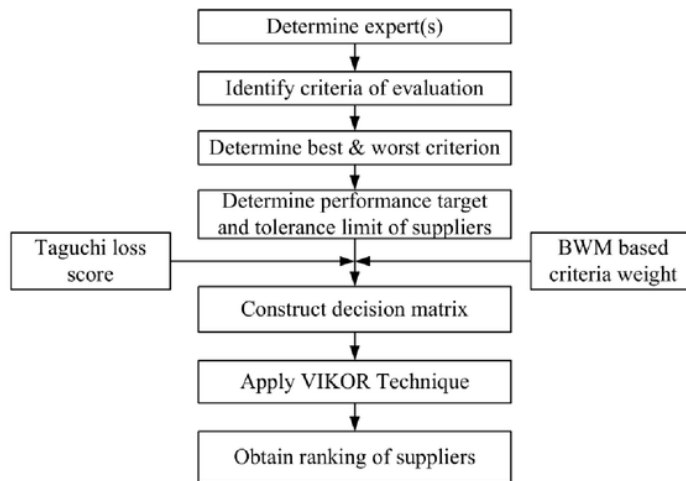 Determine expert(s)
Identify criteria of evaluation
Determine best & worst criterion
Determine performance target
and tolerance limit of suppliers
Taguchi loss
score
BWM based
criteria weight
Construct decision matrix
Apply VIKOR Technique
Obtain ranking of suppliers